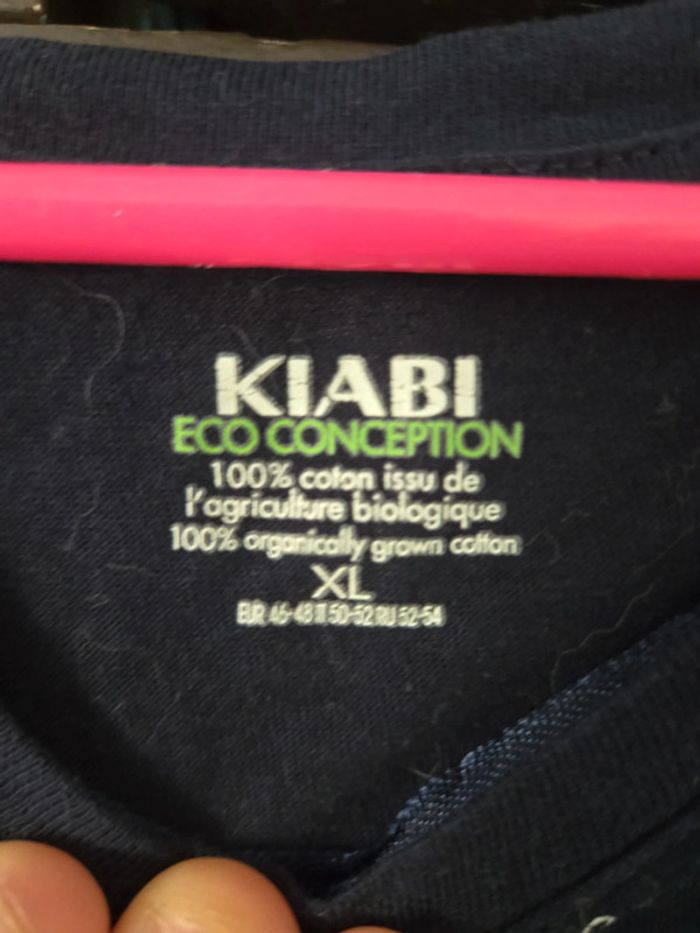 KIABI
ECO CONCEPTION
100% coton issu de
l'agriculture biologique
100% organically grown cotton
XL
EUR 46-48 IT 50-52 RU 52-54